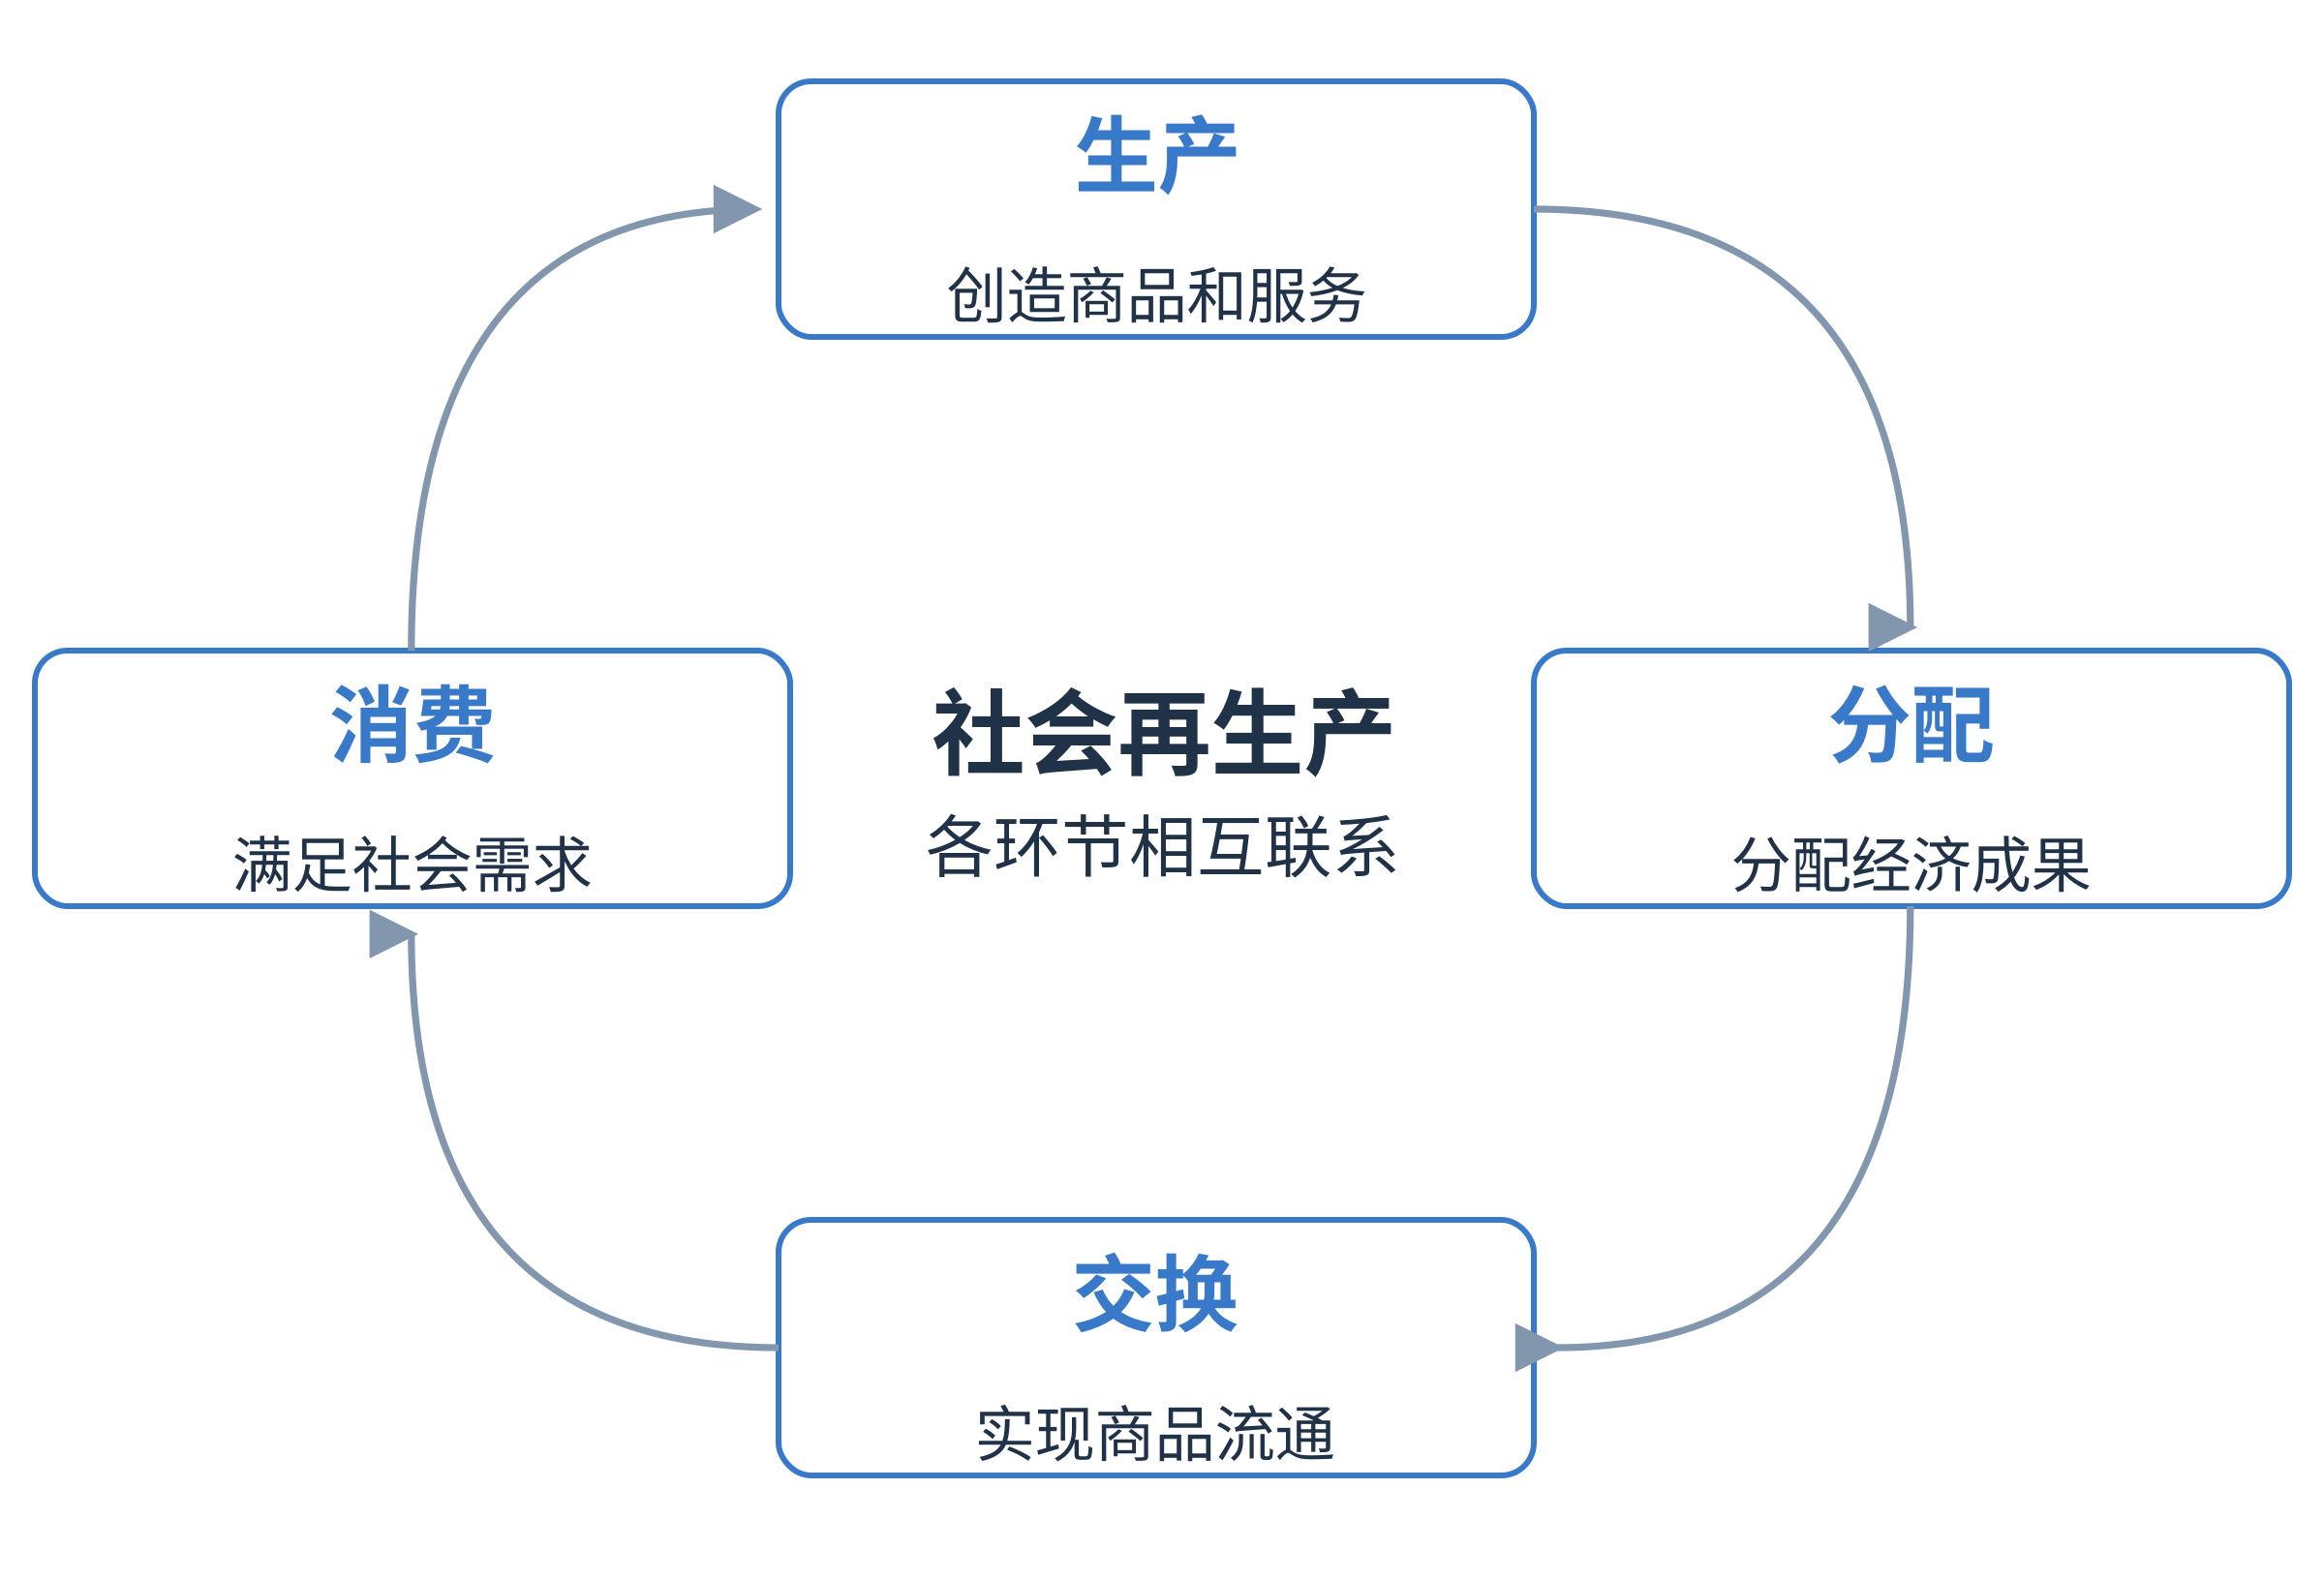 生产
创造商品和服务
消费
满足社会需求
社会再生产
各环节相互联系
分配
分配经济成果
交换
实现商品流通